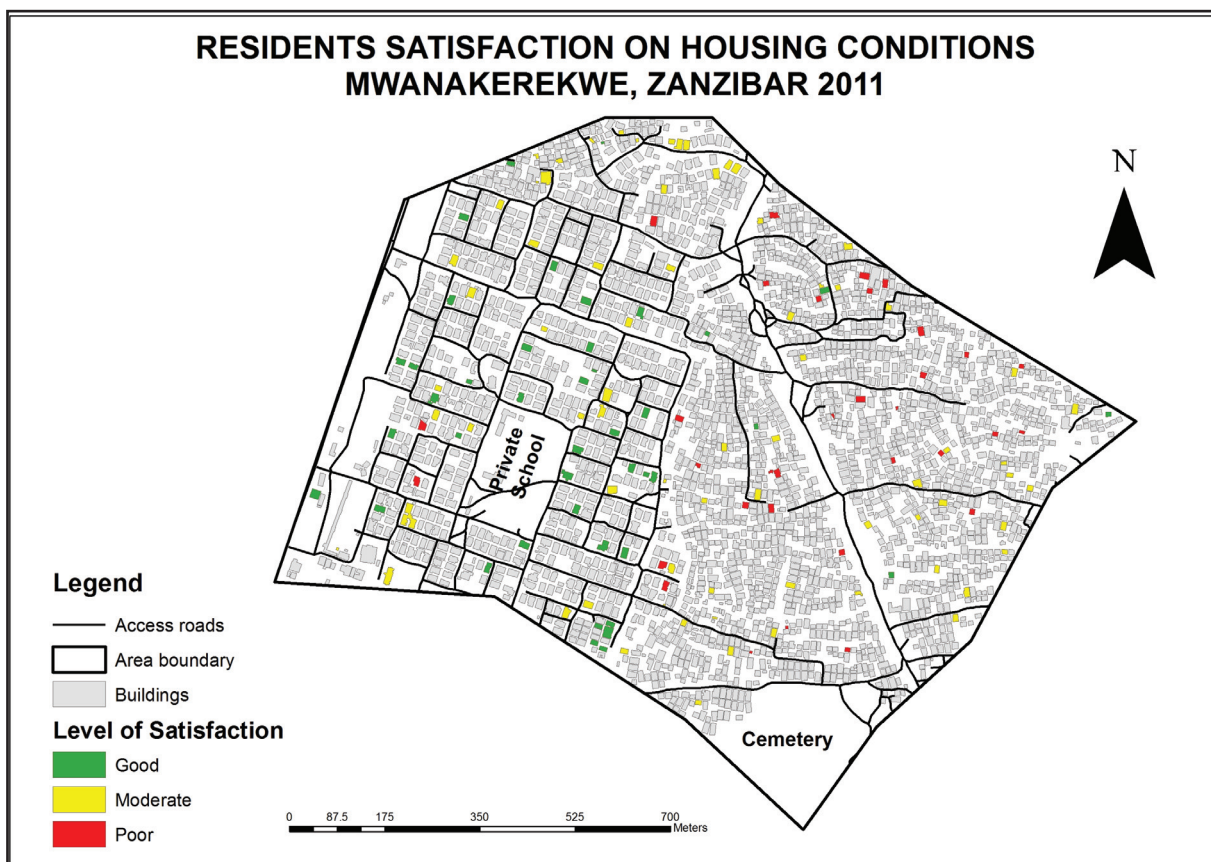 RESIDENTS SATISFACTION ON HOUSING CONDITIONS
MWANAKEREKWE, ZANZIBAR 2011
N
Private
School
Cemetery
Legend
Access roads
Area boundary
Buildings
Level of Satisfaction
Good
Moderate
Poor
0 87.5 175 350 525 700
Meters